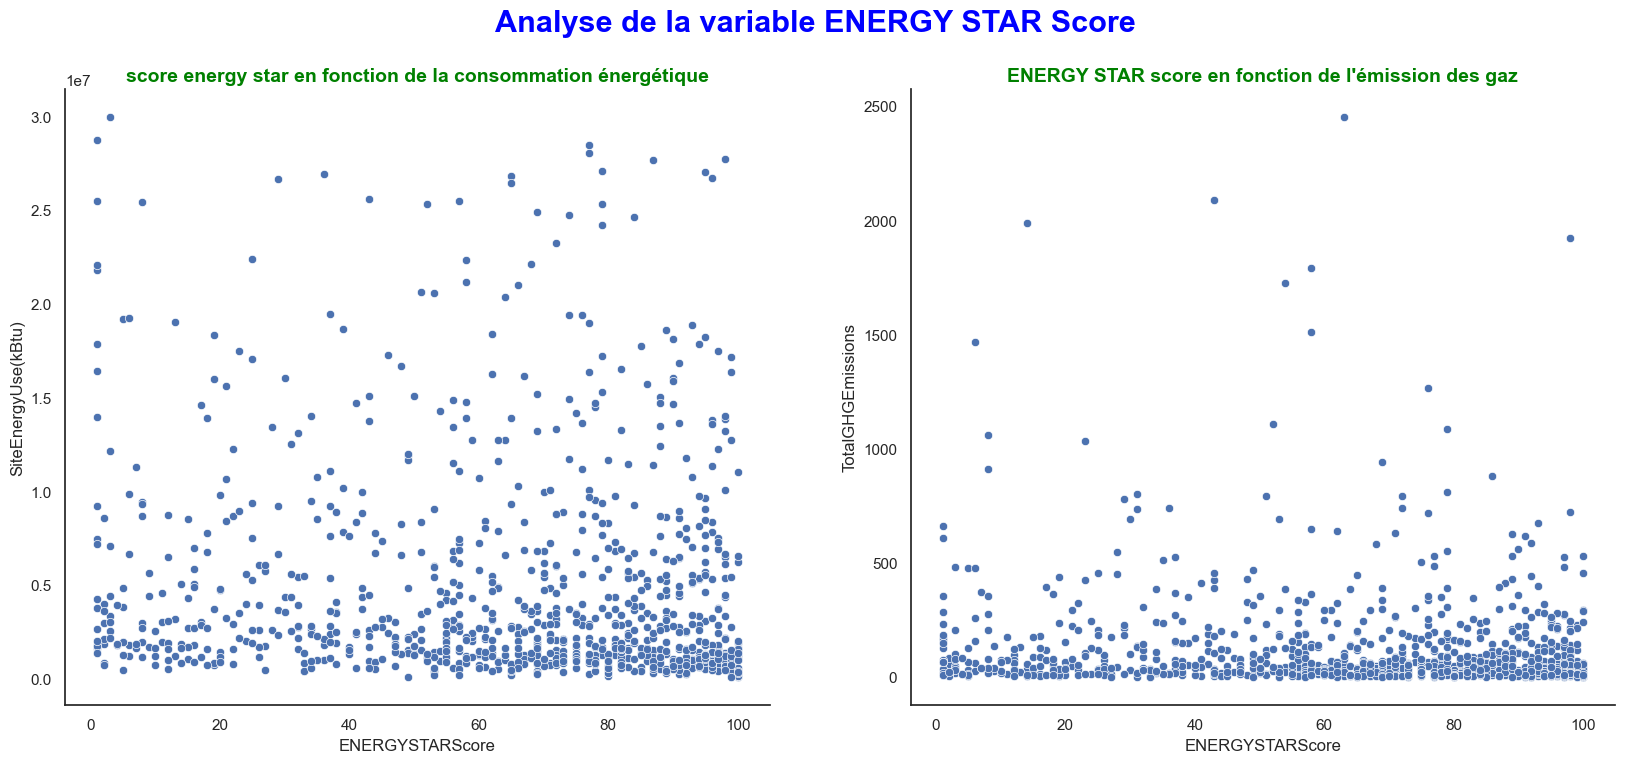 Analyse de la variable ENERGY STAR Score
score energy star en fonction de la consommation énergétique
1e7
3.0
2.5
2.0
1.5
1.0
0.5
0.0
SiteEnergyUse(kBtu)
0 20 40 60 80 100
ENERGYSTARScore
ENERGY STAR score en fonction de l'émission des gaz
2500
2000
1500
1000
500
0
TotalGHGEmissions
0 20 40 60 80 100
ENERGYSTARScore